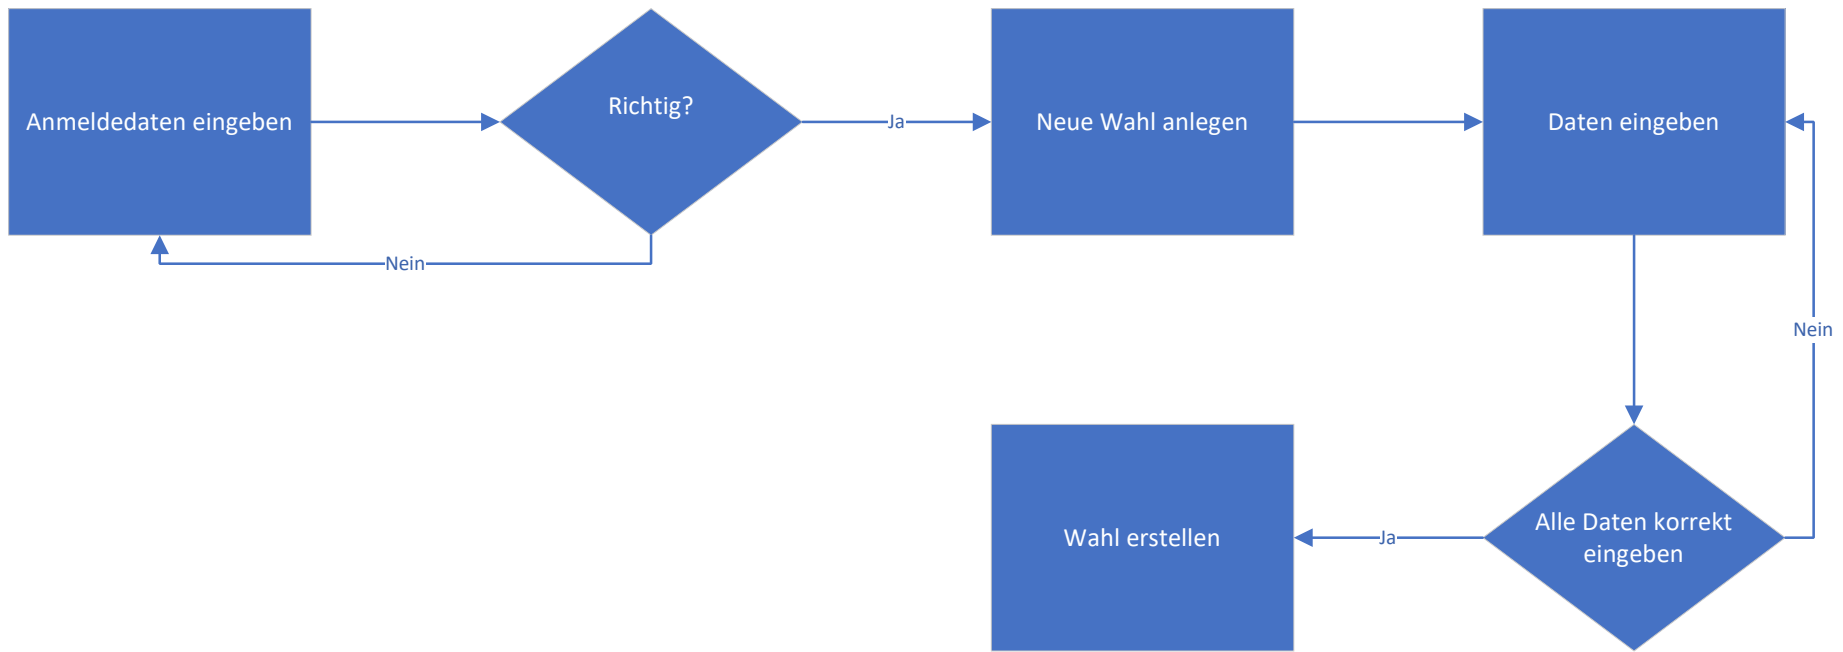 Anmeldedaten eingeben
Richtig?
Ja
Neue Wahl anlegen
Daten eingeben
Nein
Nein
Wahl erstellen
Ja
Alle Daten korrekt
eingeben